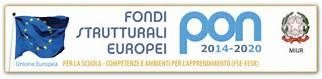 FONDI
STRUTTURALI
EUROPEI
pon
2014-2020
Unione Europea
MIUR
PER LA SCUOLA - COMPETENZE E AMBIENTI PER L'APPRENDIMENTO (FSE-FESR)